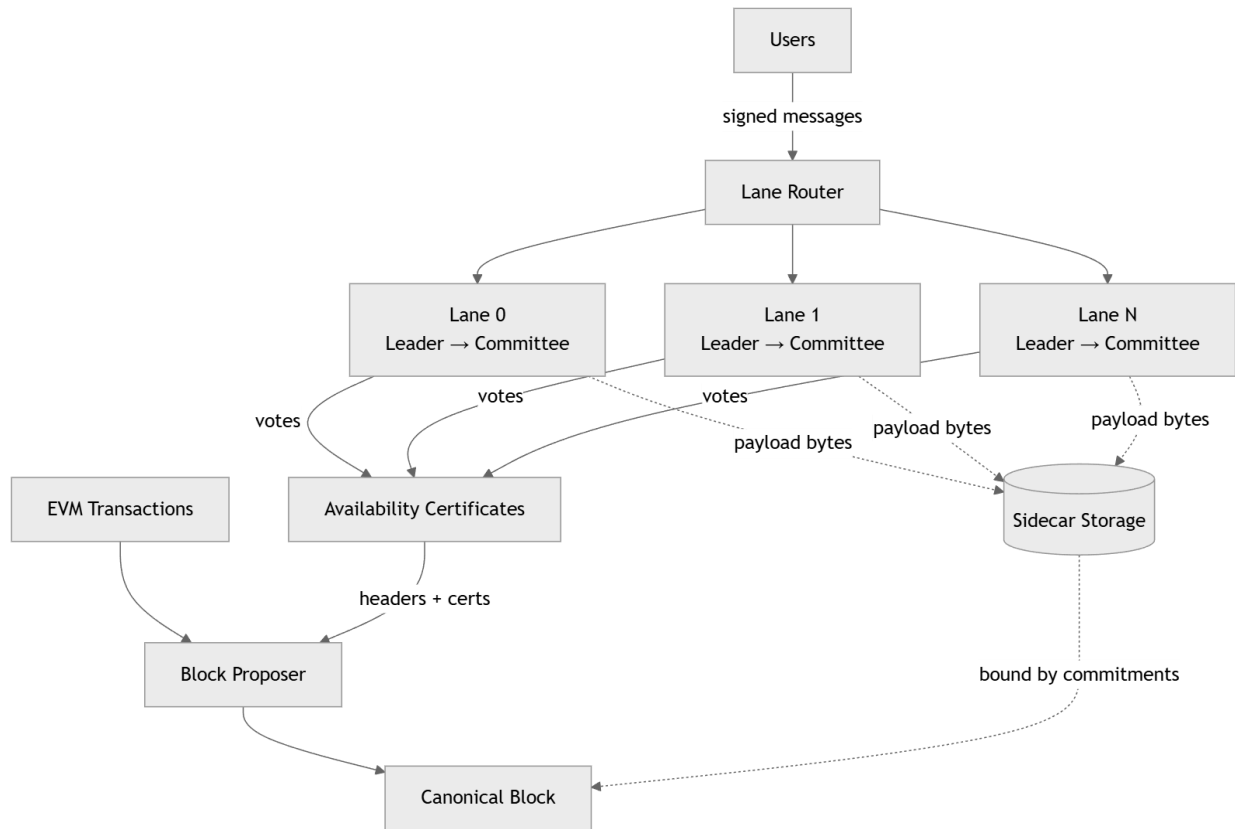 Users
signed messages
Lane Router
Lane 0
Leader → Committee
Lane 1
Leader → Committee
Lane N
Leader → Committee
votes
votes
votes
payload bytes
payload bytes
payload bytes
EVM Transactions
Availability Certificates
Sidecar Storage
headers + certs
Block Proposer
bound by commitments
Canonical Block